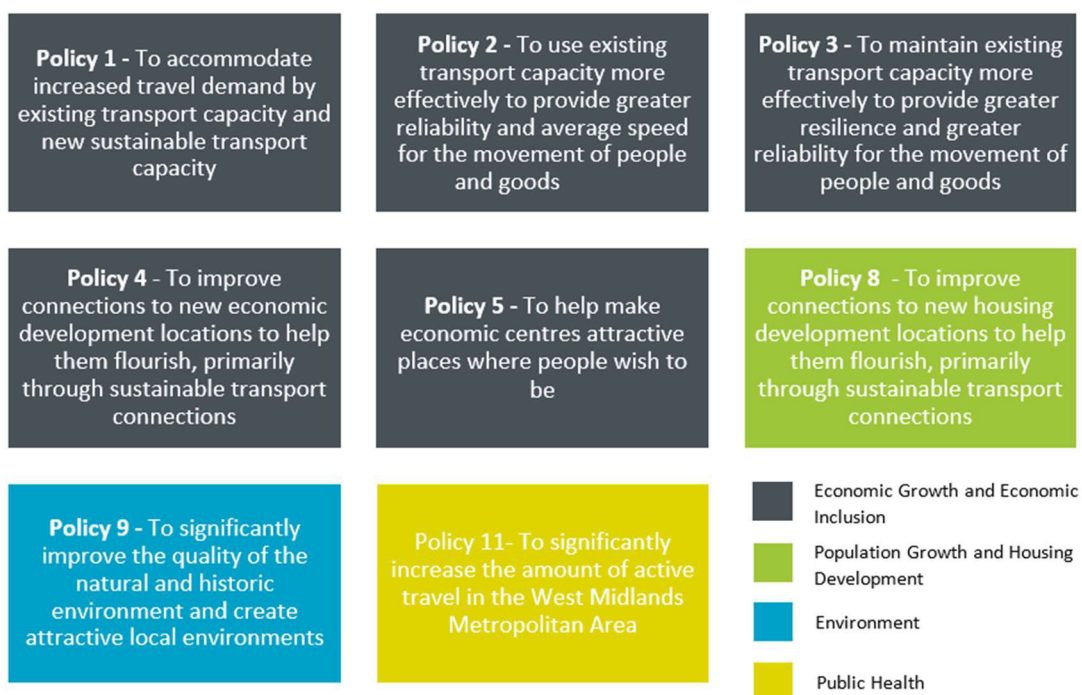 Policy 1 - To accommodate
increased travel demand by
existing transport capacity and
new sustainable transport
capacity
Policy 2 - To use existing
transport capacity more
effectively to provide greater
reliability and average speed
for the movement of people
and goods
Policy 3 - To maintain existing
transport capacity more
effectively to provide greater
resilience and greater
reliability for the movement of
people and goods
Policy 4 - To improve
connections to new economic
development locations to help
them flourish, primarily
through sustainable transport
connections
Policy 5 - To help make
economic centres attractive
places where people wish to
be
Policy 8 - To improve
connections to new housing
development locations to help
them flourish, primarily
through sustainable transport
connections
Policy 9 - To significantly
improve the quality of the
natural and historic
environment and create
attractive local environments
Policy 11- To significantly
increase the amount of active
travel in the West Midlands
Metropolitan Area
Economic Growth and Economic
Inclusion
Population Growth and Housing
Development
Environment
Public Health